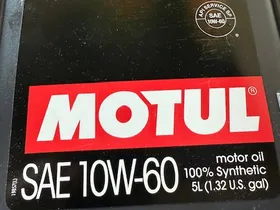 API SERVICE SP
SAE
10W-60
MOTUL®
SAE 10W-60
motor oil
100% Synthetic
5L (1.32 U.S. gal)